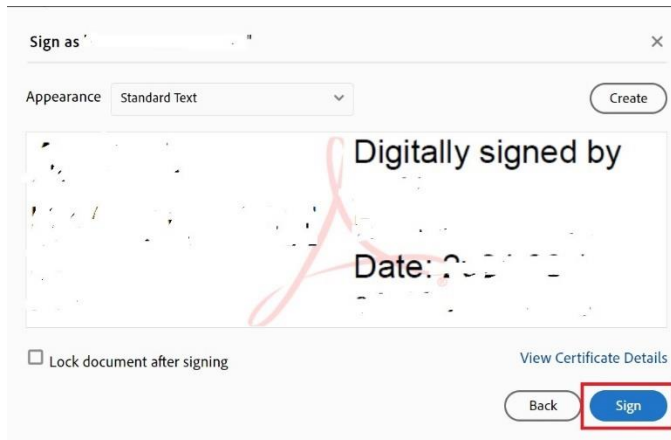 Sign as "
Appearance Standard Text Create
Digitally signed by
Date:
Lock document after signing
View Certificate Details
Back Sign